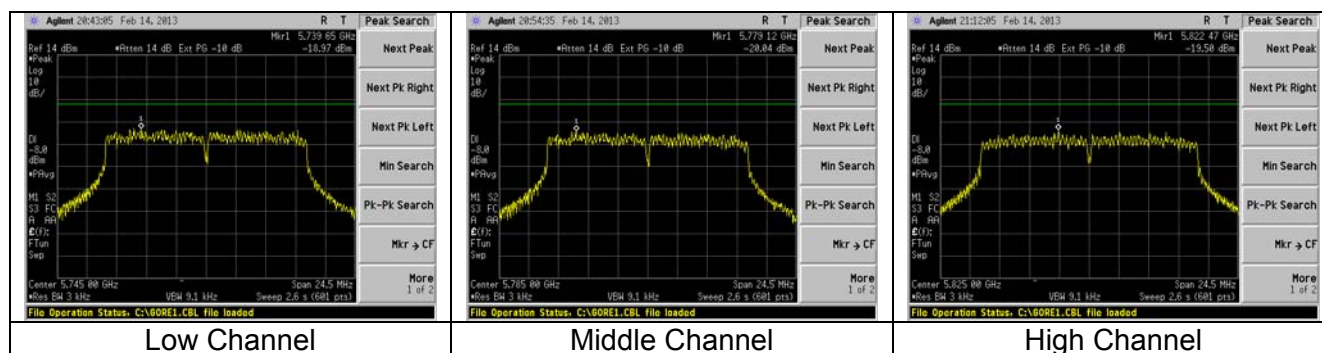 Agilent 20:43:05 Feb 14, 2013 R T Peak Search
Mkr1 5.739 65 GHz
Ref 14 dBm #Atten 14 dB Ext PG -10 dB -18.97 dBm
#Peak
Log
10
dB/
1
DI
-8.0
dBm
#PAvg
M1 S2
S3 FC
A AA
£(f):
FTun
Swp
Center 5.745 00 GHz Span 24.5 MHz
#Res BW 3 kHz VBW 9.1 kHz Sweep 2.6 s (601 pts)
Next Peak
Next Pk Right
Next Pk Left
Min Search
Pk-Pk Search
Mkr → CF
More
1 of 2
File Operation Status, C:\GORE1.CBL file loaded
Low Channel
Agilent 20:54:35 Feb 14, 2013 R T Peak Search
Mkr1 5.779 12 GHz
Ref 14 dBm #Atten 14 dB Ext PG -10 dB -20.04 dBm
#Peak
Log
10
dB/
1
DI
-8.0
dBm
#PAvg
M1 S2
S3 FC
A AA
£(f):
FTun
Swp
Center 5.785 00 GHz Span 24.5 MHz
#Res BW 3 kHz VBW 9.1 kHz Sweep 2.6 s (601 pts)
Next Peak
Next Pk Right
Next Pk Left
Min Search
Pk-Pk Search
Mkr → CF
More
1 of 2
File Operation Status, C:\GORE1.CBL file loaded
Middle Channel
Agilent 21:12:05 Feb 14, 2013 R T Peak Search
Mkr1 5.822 47 GHz
Ref 14 dBm #Atten 14 dB Ext PG -10 dB -19.50 dBm
#Peak
Log
10
dB/
1
DI
-8.0
dBm
#PAvg
M1 S2
S3 FC
A AA
£(f):
FTun
Swp
Center 5.825 00 GHz Span 24.5 MHz
#Res BW 3 kHz VBW 9.1 kHz Sweep 2.6 s (601 pts)
Next Peak
Next Pk Right
Next Pk Left
Min Search
Pk-Pk Search
Mkr → CF
More
1 of 2
File Operation Status, C:\GORE1.CBL file loaded
High Channel